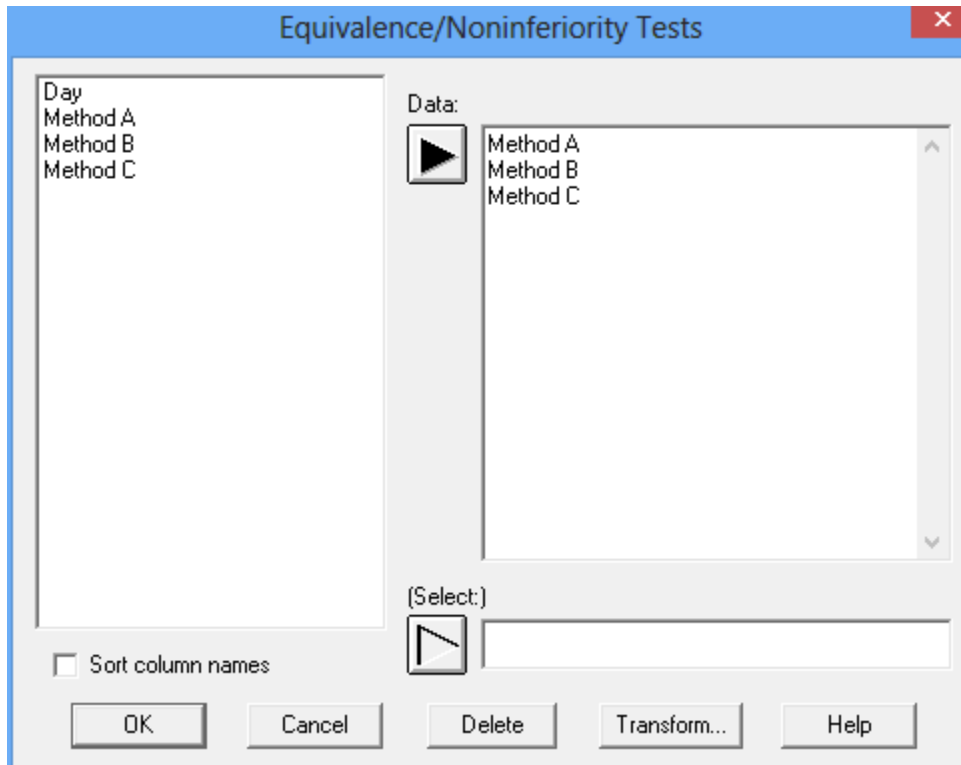 Equivalence/Noninferiority Tests
Day
Method A
Method B
Method C
Data:
Method A
Method B
Method C
(Select:)
Sort column names
OK
Cancel
Delete
Transform...
Help